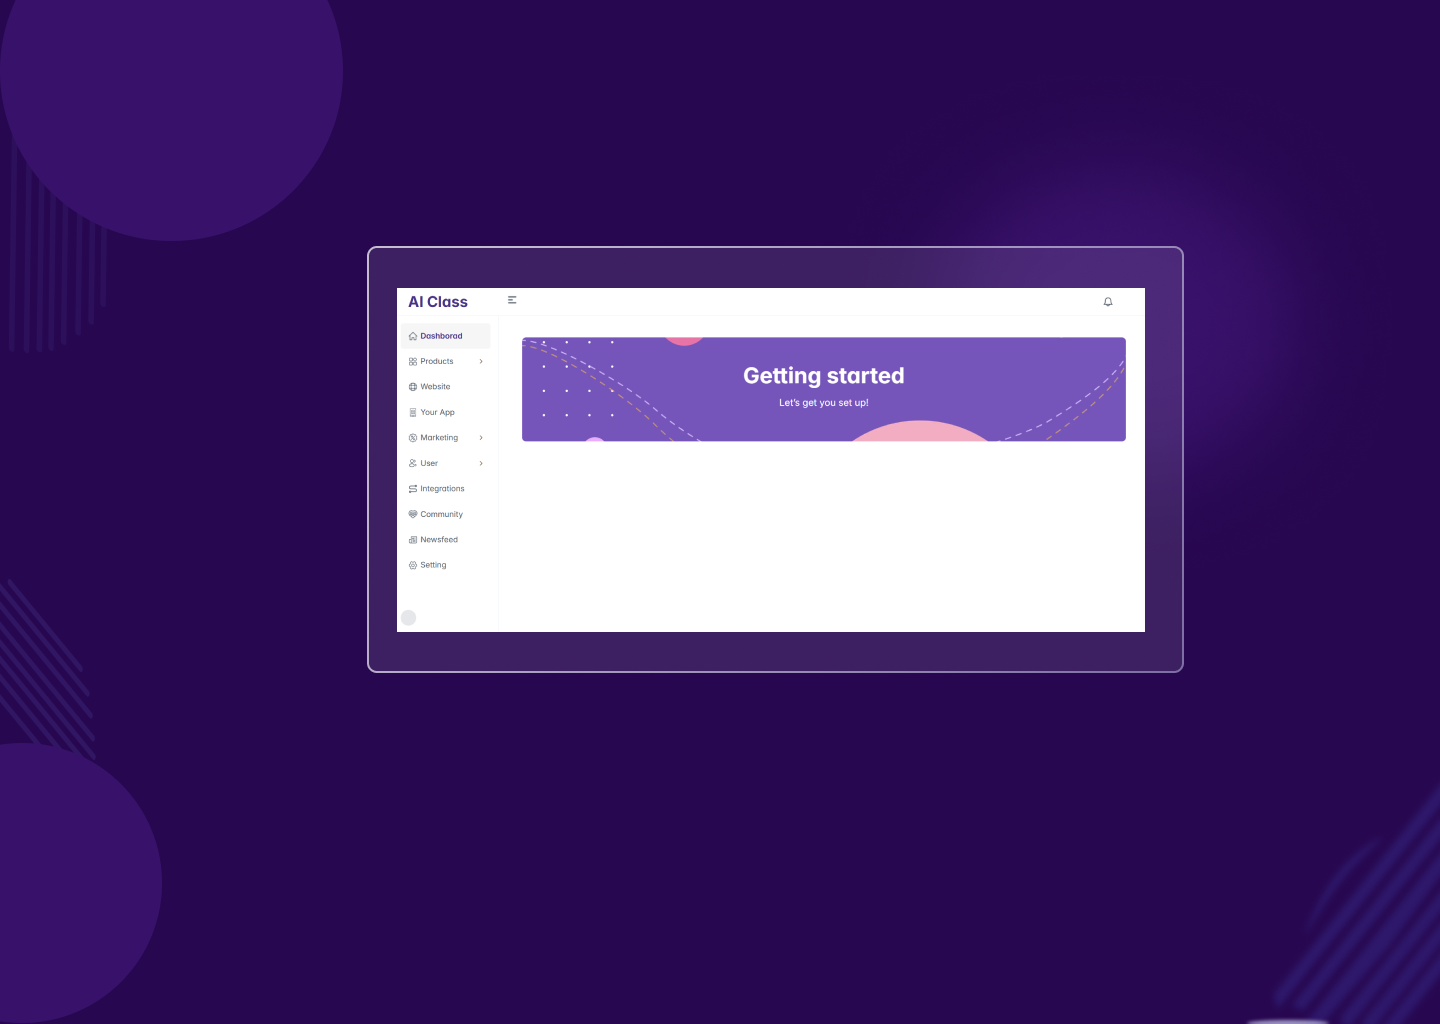 AI Class
Dashborad
Products
Website
Your App
Marketing
User
Integrations
Community
Newsfeed
Setting
Getting started
Let's get you set up!